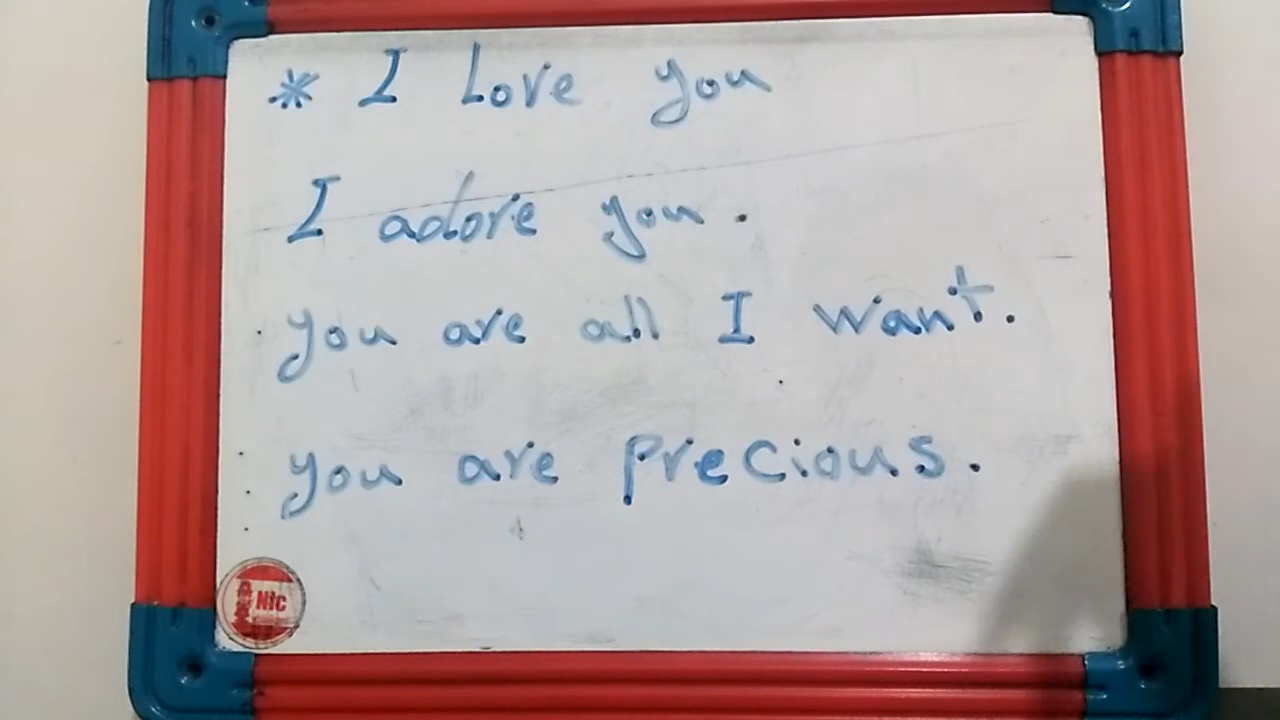 * I Love you
I adore you.
you are all I want.
you are precious.
Nic